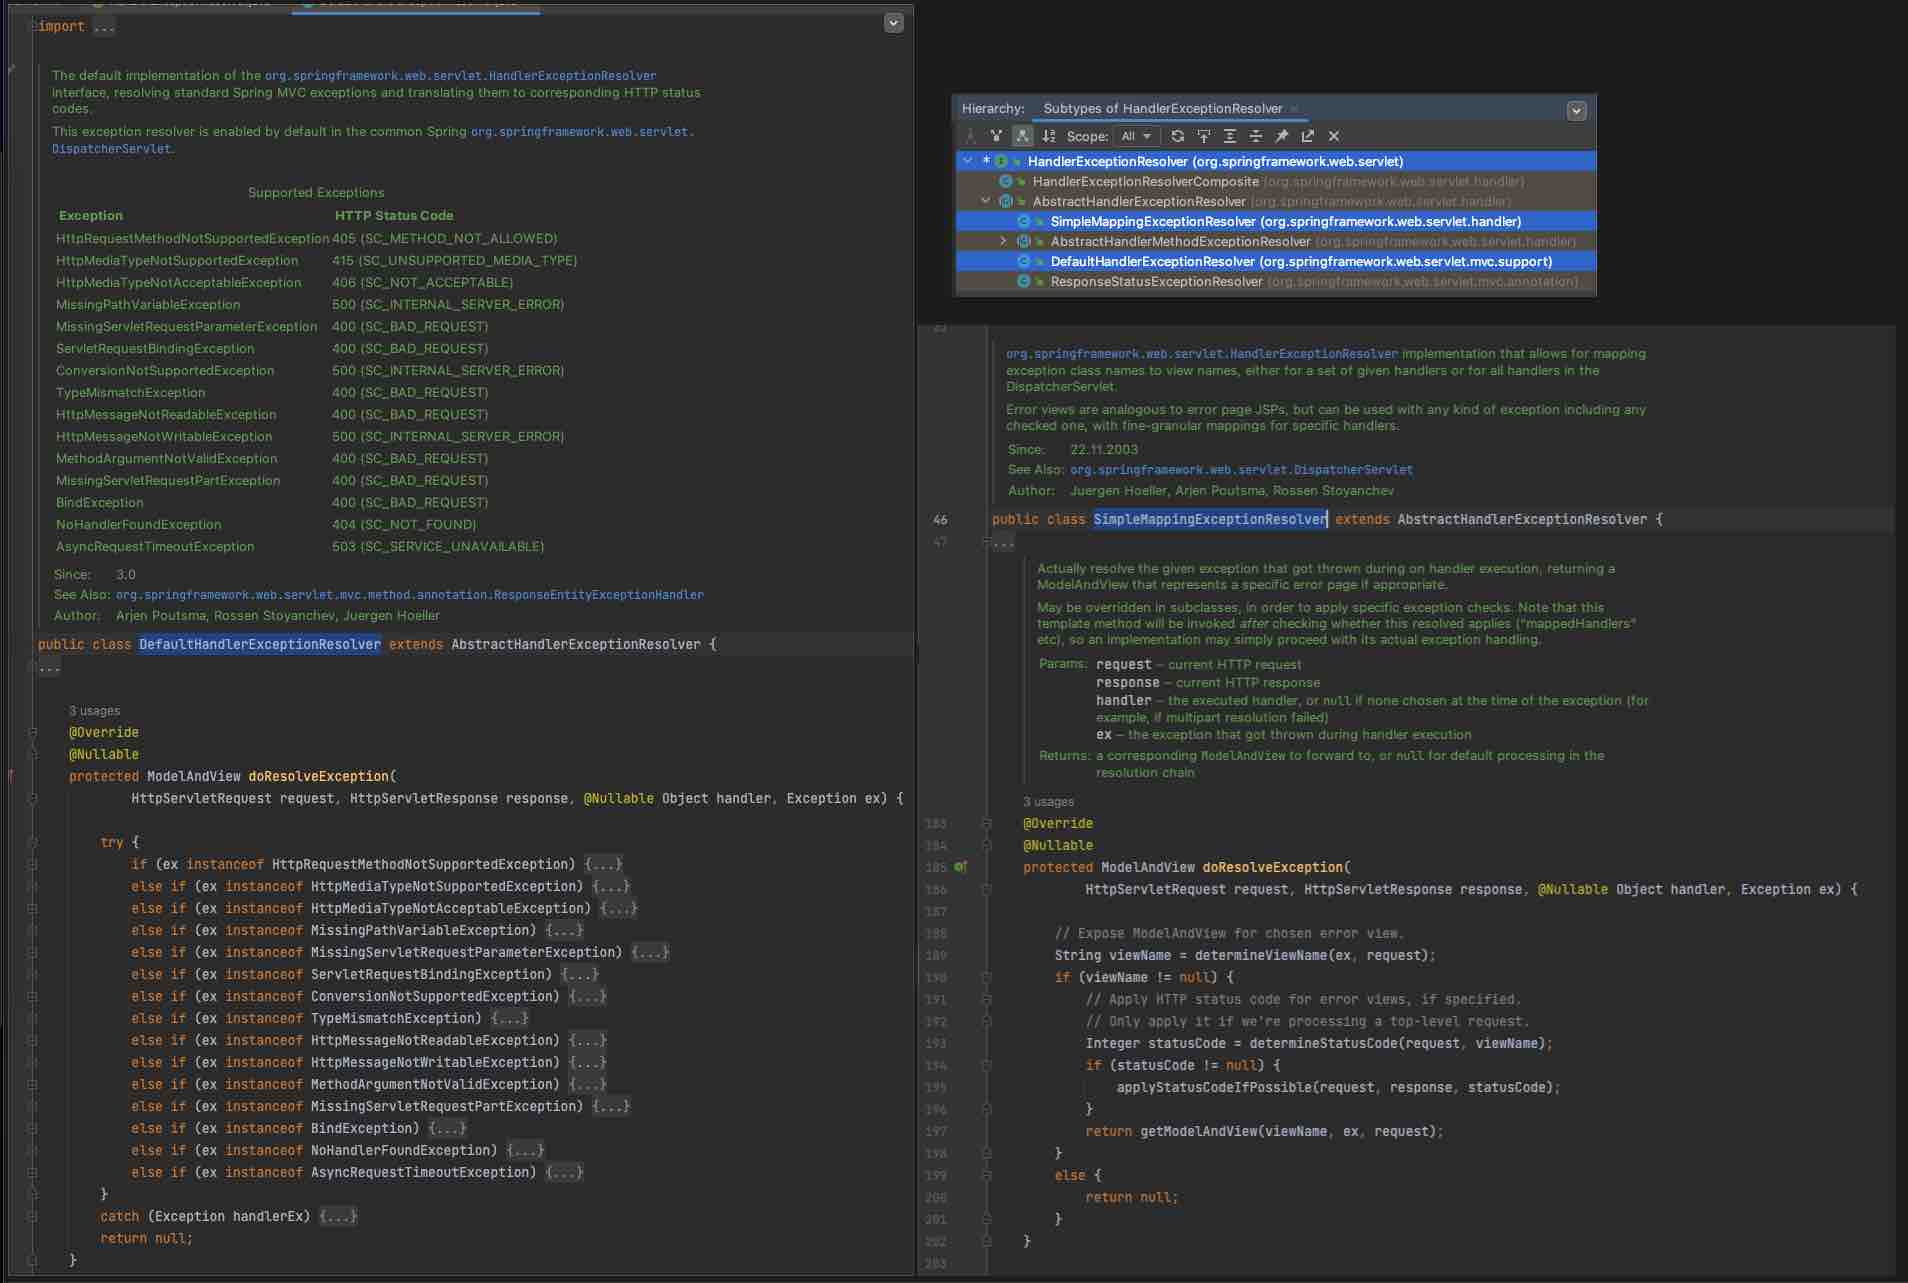 import ...
The default implementation of the org.springframework.web.servlet.HandlerExceptionResolver
interface, resolving standard Spring MVC exceptions and translating them to corresponding HTTP status
codes.
This exception resolver is enabled by default in the common Spring org.springframework.web.servlet.
DispatcherServlet.
Supported Exceptions
Exception HTTP Status Code
HttpRequestMethodNotSupportedException 405 (SC_METHOD_NOT_ALLOWED)
HttpMediaTypeNotSupportedException 415 (SC_UNSUPPORTED_MEDIA_TYPE)
HttpMediaTypeNotAcceptableException 406 (SC_NOT_ACCEPTABLE)
MissingPathVariableException 500 (SC_INTERNAL_SERVER_ERROR)
MissingServletRequestParameterException 400 (SC_BAD_REQUEST)
ServletRequestBindingException 400 (SC_BAD_REQUEST)
ConversionNotSupportedException 500 (SC_INTERNAL_SERVER_ERROR)
TypeMismatchException 400 (SC_BAD_REQUEST)
HttpMessageNotReadableException 400 (SC_BAD_REQUEST)
HttpMessageNotWritableException 500 (SC_INTERNAL_SERVER_ERROR)
MethodArgumentNotValidException 400 (SC_BAD_REQUEST)
MissingServletRequestPartException 400 (SC_BAD_REQUEST)
BindException 400 (SC_BAD_REQUEST)
NoHandlerFoundException 404 (SC_NOT_FOUND)
AsyncRequestTimeoutException 503 (SC_SERVICE_UNAVAILABLE)
Since: 3.0
See Also: org.springframework.web.servlet.mvc.method.annotation.ResponseEntityExceptionHandler
Author: Arjen Poutsma, Rossen Stoyanchev, Juergen Hoeller
public class DefaultHandlerExceptionResolver extends AbstractHandlerExceptionResolver {
...
3 usages
@Override
@Nullable
protected ModelAndView doResolveException(
HttpServletRequest request, HttpServletResponse response, @Nullable Object handler, Exception ex) {
try {
if (ex instanceof HttpRequestMethodNotSupportedException) {...}
else if (ex instanceof HttpMediaTypeNotSupportedException) {...}
else if (ex instanceof HttpMediaTypeNotAcceptableException) {...}
else if (ex instanceof MissingPathVariableException) {...}
else if (ex instanceof MissingServletRequestParameterException) {...}
else if (ex instanceof ServletRequestBindingException) {...}
else if (ex instanceof ConversionNotSupportedException) {...}
else if (ex instanceof TypeMismatchException) {...}
else if (ex instanceof HttpMessageNotReadableException) {...}
else if (ex instanceof HttpMessageNotWritableException) {...}
else if (ex instanceof MethodArgumentNotValidException) {...}
else if (ex instanceof MissingServletRequestPartException) {...}
else if (ex instanceof BindException) {...}
else if (ex instanceof NoHandlerFoundException) {...}
else if (ex instanceof AsyncRequestTimeoutException) {...}
}
catch (Exception handlerEx) {...}
return null;
}
Hierarchy: Subtypes of HandlerExceptionResolver ×
Scope: All
* HandlerExceptionResolver (org.springframework.web.servlet)
HandlerExceptionResolverComposite (org.springframework.web.servlet.handler)
AbstractHandlerExceptionResolver (org.springframework.web.servlet.handler)
SimpleMappingExceptionResolver (org.springframework.web.servlet.handler)
AbstractHandlerMethodExceptionResolver (org.springframework.web.servlet.handler)
DefaultHandlerExceptionResolver (org.springframework.web.servlet.mvc.support)
ResponseStatusExceptionResolver (org.springframework.web.servlet.mvc.annotation)
org.springframework.web.servlet.HandlerExceptionResolver implementation that allows for mapping
exception class names to view names, either for a set of given handlers or for all handlers in the
DispatcherServlet.
Error views are analogous to error page JSPs, but can be used with any kind of exception including any
checked one, with fine-granular mappings for specific handlers.
Since: 22.11.2003
See Also: org.springframework.web.servlet.DispatcherServlet
Author: Juergen Hoeller, Arjen Poutsma, Rossen Stoyanchev
46 public class SimpleMappingExceptionResolver extends AbstractHandlerExceptionResolver {
47 ...
Actually resolve the given exception that got thrown during on handler execution, returning a
ModelAndView that represents a specific error page if appropriate.
May be overridden in subclasses, in order to apply specific exception checks. Note that this
template method will be invoked after checking whether this resolved applies ("mappedHandlers"
etc), so an implementation may simply proceed with its actual exception handling.
Params: request – current HTTP request
response – current HTTP response
handler – the executed handler, or null if none chosen at the time of the exception (for
example, if multipart resolution failed)
ex – the exception that got thrown during handler execution
Returns: a corresponding ModelAndView to forward to, or null for default processing in the
resolution chain
3 usages
183 @Override
184 @Nullable
185 protected ModelAndView doResolveException(
186 HttpServletRequest request, HttpServletResponse response, @Nullable Object handler, Exception ex) {
187
188 // Expose ModelAndView for chosen error view.
189 String viewName = determineViewName(ex, request);
190 if (viewName != null) {
191 // Apply HTTP status code for error views, if specified.
192 // Only apply it if we're processing a top-level request.
193 Integer statusCode = determineStatusCode(request, viewName);
194 if (statusCode != null) {
195 applyStatusCodeIfPossible(request, response, statusCode);
196 }
197 return getModelAndView(viewName, ex, request);
198 }
199 else {
200 return null;
201 }
202 }
203